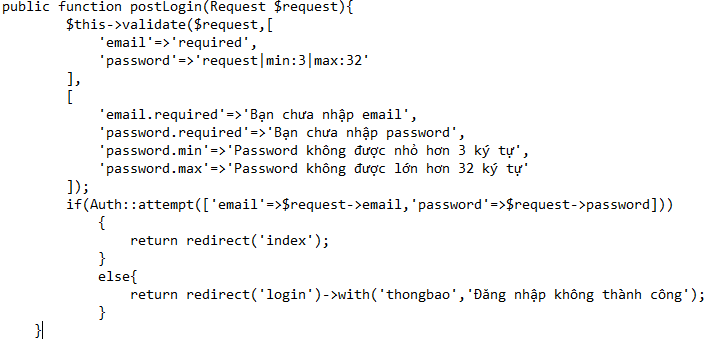 public function postLogin(Request $request){
$this->validate($request,[
'email'=>'required',
'password'=>'request|min:3|max:32'
],
[
'email.required'=>'Bạn chưa nhập email',
'password.required'=>'Bạn chưa nhập password',
'password.min'=>'Password không được nhỏ hơn 3 ký tự',
'password.max'=>'Password không được lớn hơn 32 ký tự'
]);
if(Auth::attempt(['email'=>$request->email,'password'=>$request->password]))
{
return redirect('index');
}
else{
return redirect('login')->with('thongbao','Đăng nhập không thành công');
}
}